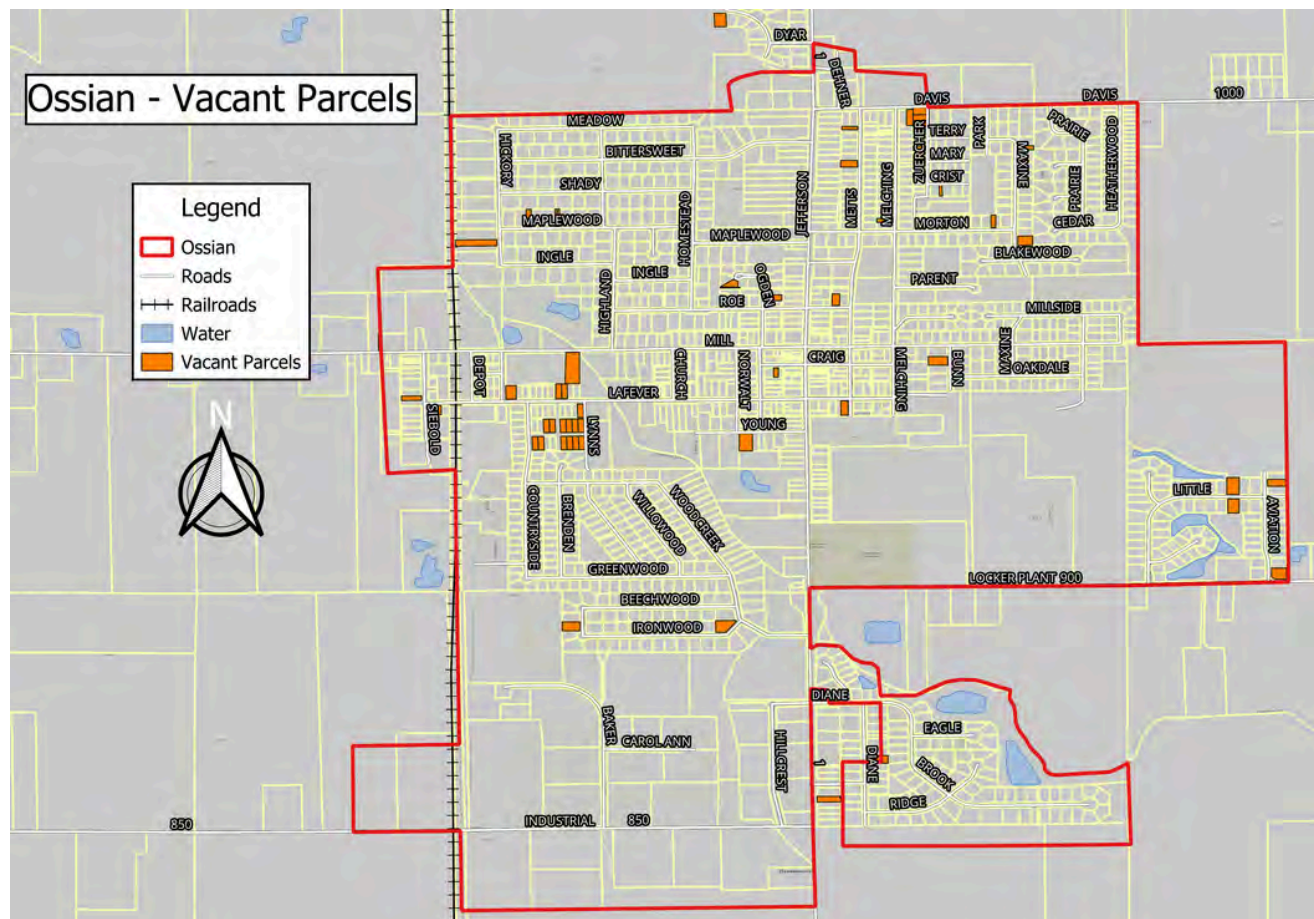 Ossian - Vacant Parcels
Legend
Ossian
Roads
Railroads
Water
Vacant Parcels
N
DYAR
1
DEHNER
DAVIS
DAVIS
1000
MEADOW
HICKORY
BITTERSWEET
SHADY
MAPLEWOOD
INGLE
HOMESTEAD
INGLE
HIGHLAND
MAPLEWOOD
JEFFERSON
METTS
MELCHING
ZUERCHER
TERRY
MARY
CRIST
PARK
MORTON
MAXINE
PRAIRIE
PRAIRIE
HEATHERWOOD
CEDAR
BLAKEWOOD
PARENT
OGDEN
ROE
MILLSIDE
MILL
CRAIG
DEPOT
CHURCH
NORWALT
MELCHING
BUNN
MAXINE
OAKDALE
LAFEVER
SIEBOLD
LYNNS
YOUNG
COUNTRYSIDE
BRENDEN
WILLOWOOD
WOODCREEK
GREENWOOD
LITTLE
AVIATION
LOCKER PLANT 900
BEECHWOOD
IRONWOOD
DIANE
BAKER
CAROL ANN
HILLCREST
1
DIANE
EAGLE
BROOK
RIDGE
850
INDUSTRIAL
850